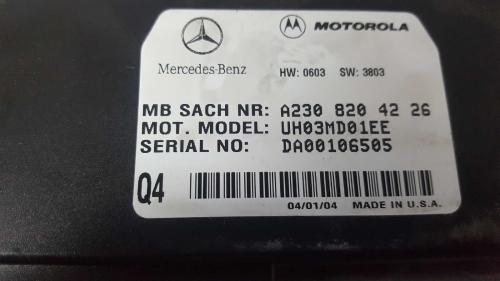 MOTOROLA
Mercedes-Benz
HW: 0603 SW: 3803
MB SACH NR: A230 820 42 26
MOT. MODEL: UH03MD01EE
SERIAL NO: DA00106505
Q4
04/01/04 MADE IN U.S.A.